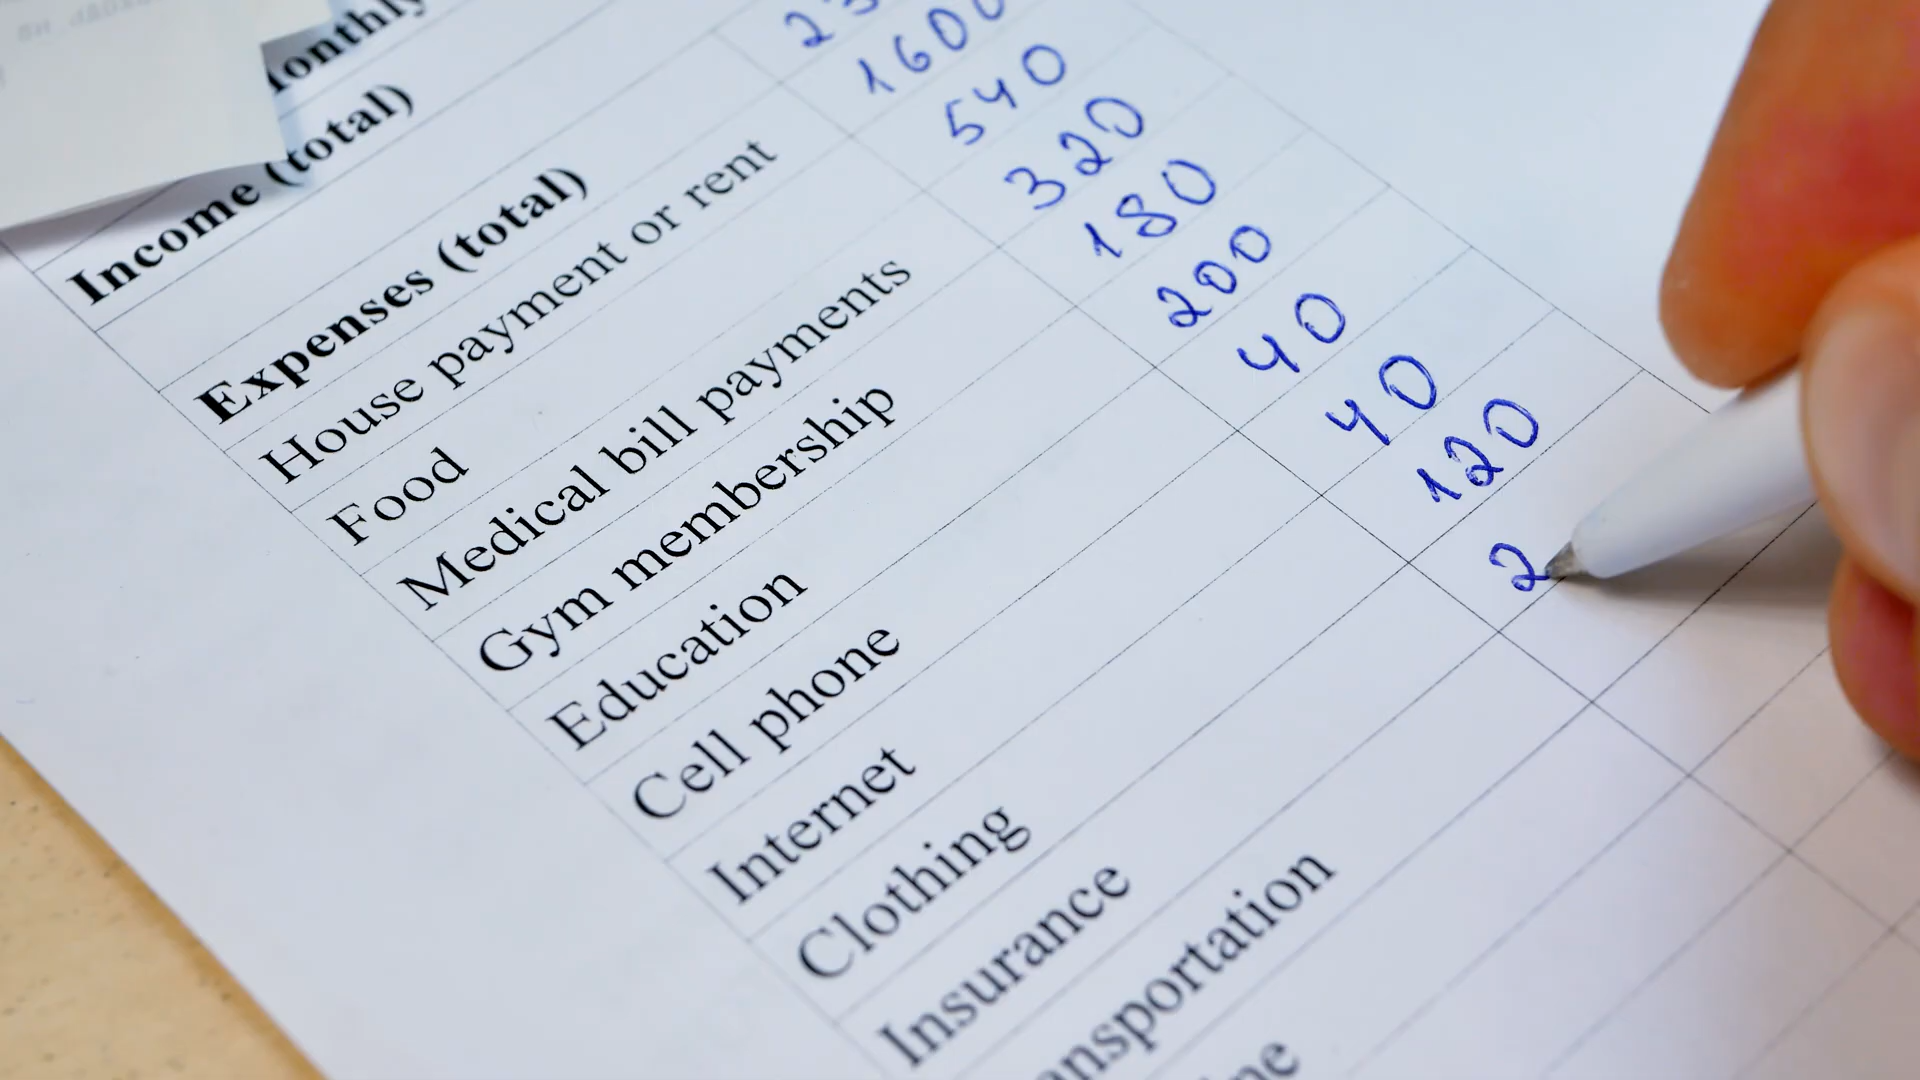 Income (total)
Expenses (total) 1600
House payment or rent 540
Food 320
Medical bill payments 180
Gym membership 200
Education 40
Cell phone 40
Internet 120
Clothing 2
Insurance